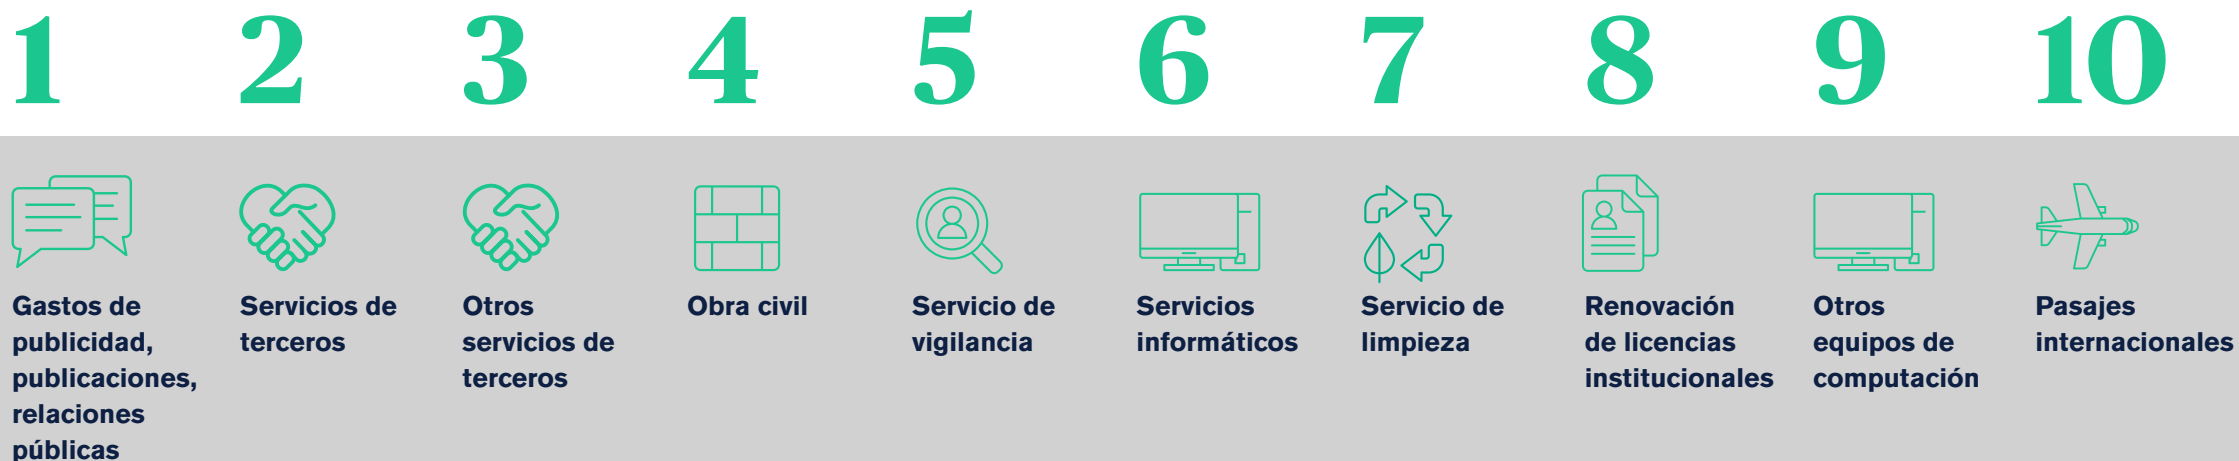 1
2
3
4
5
6
7
8
9
10
Gastos de
publicidad,
publicaciones,
relaciones
públicas
Servicios de
terceros
Otros
servicios de
terceros
Obra civil
Servicio de
vigilancia
Servicios
informáticos
Servicio de
limpieza
Renovación
de licencias
institucionales
Otros
equipos de
computación
Pasajes
internacionales